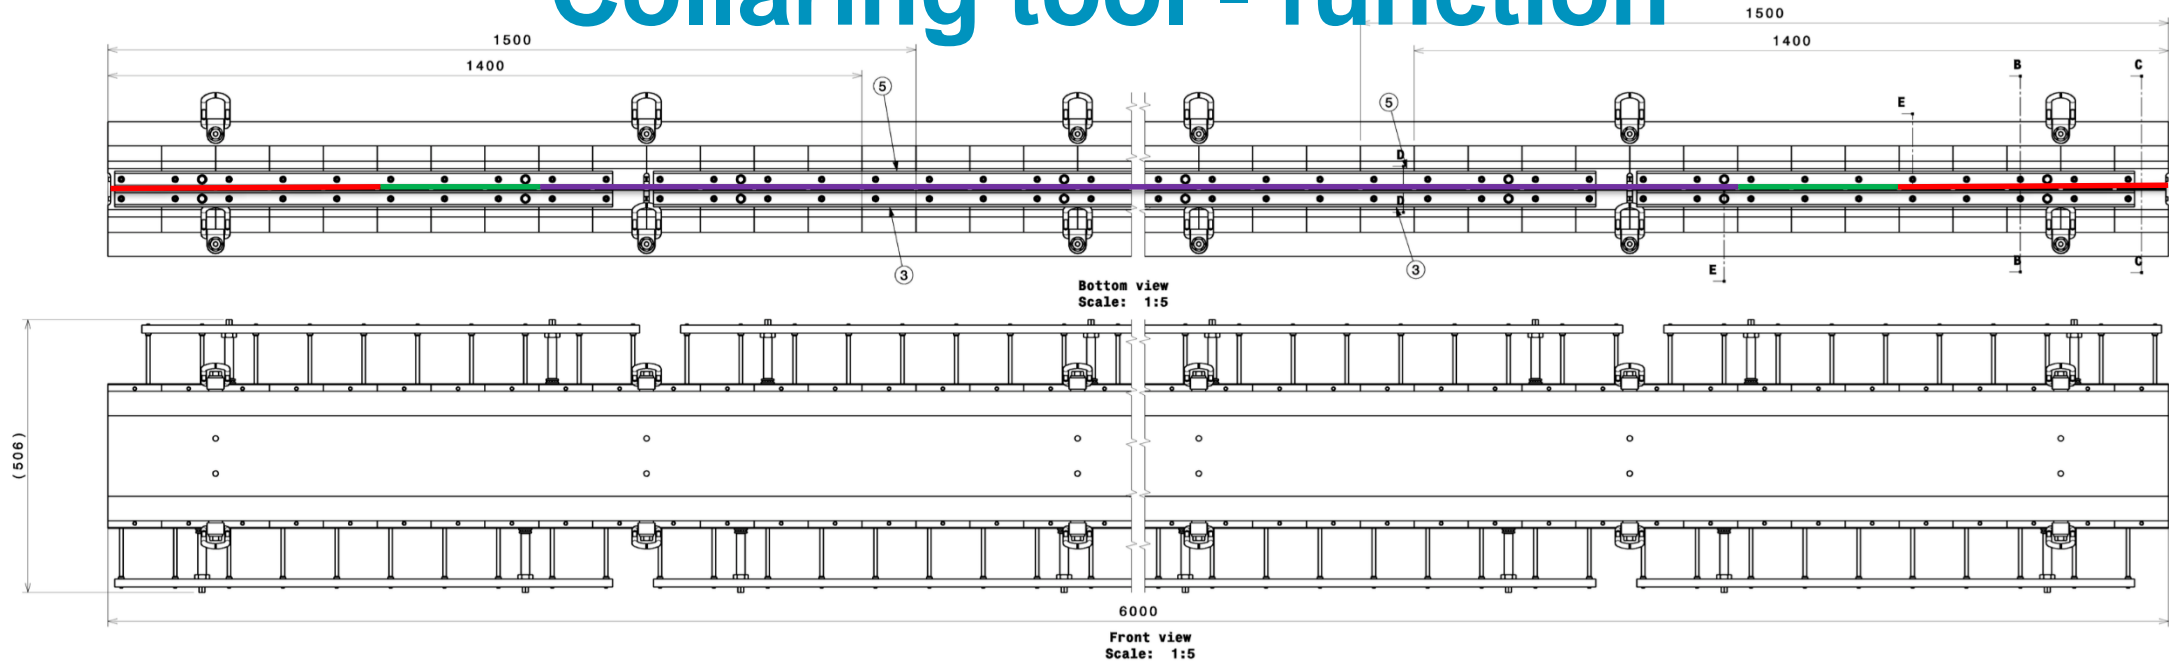 Collaring tool - function
1500
1500
1400
1400
5
5
B
C
E
D
D
3
3
E
B
C
Bottom view
Scale: 1:5
(506)
6000
Front view
Scale: 1:5